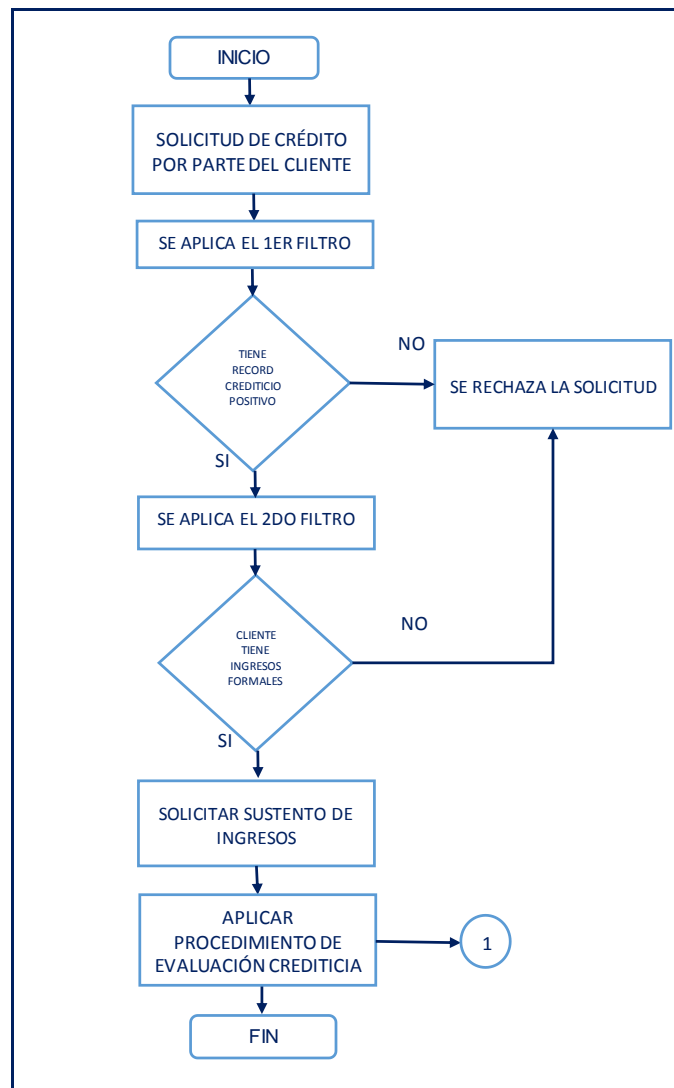 INICIO
SOLICITUD DE CRÉDITO
POR PARTE DEL CLIENTE
SE APLICA EL 1ER FILTRO
TIENE
RECORD
CREDITICIO
POSITIVO
NO
SE RECHAZA LA SOLICITUD
SI
SE APLICA EL 2DO FILTRO
CLIENTE
TIENE
INGRESOS
FORMALES
NO
SI
SOLICITAR SUSTENTO DE
INGRESOS
APLICAR
PROCEDIMIENTO DE
EVALUACIÓN CREDITICIA
1
FIN